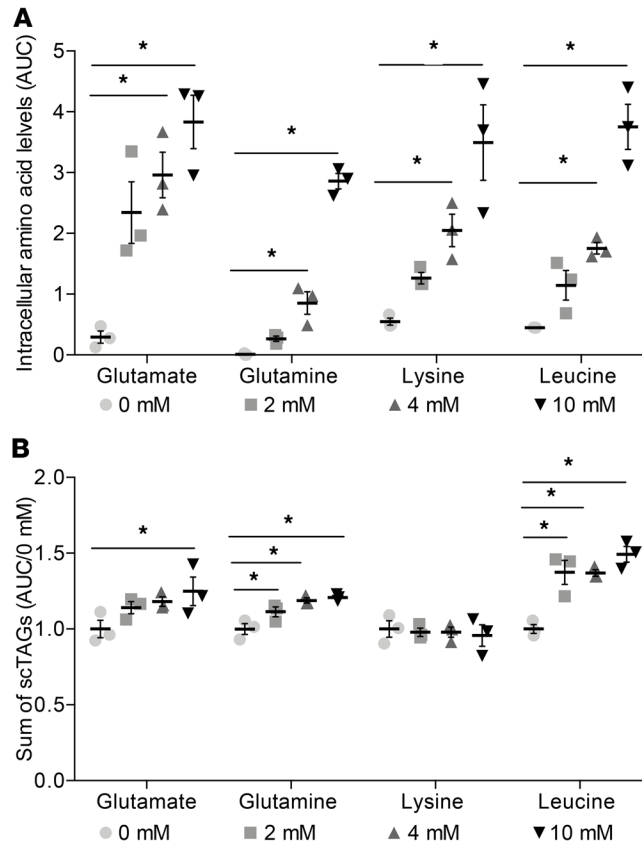 A
Intracellular amino acid lelvels (AUC)
5
4
3
2
1
0
* * * * * * * *
Glutamate Glutamine Lysine Leucine
0 mM 2 mM 4 mM 10 mM
B
Sum of scTAGs (AUC/0 mM)
2.0
1.5
1.0
0.5
0.0
* * * * * * *
Glutamate Glutamine Lysine Leucine
0 mM 2 mM 4 mM 10 mM